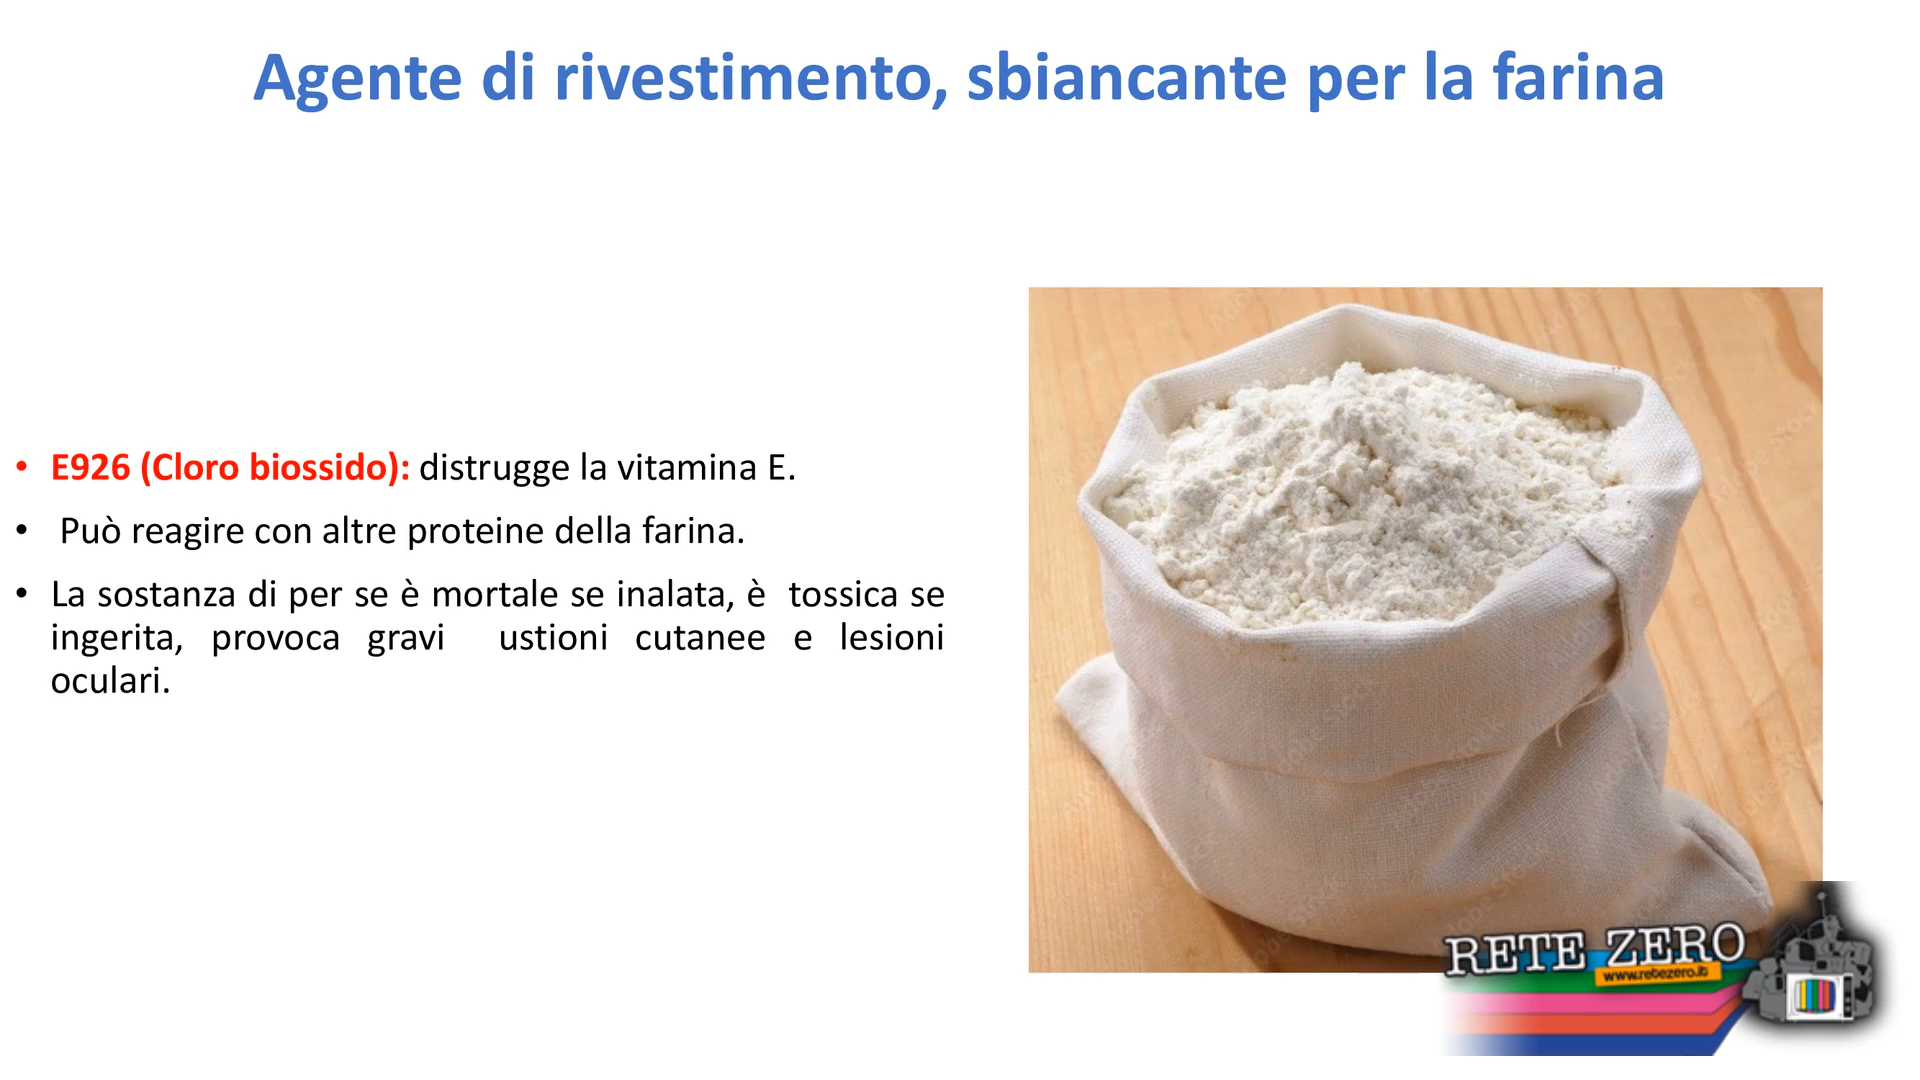 Agente di rivestimento, sbiancante per la farina
• E926 (Cloro biossido): distrugge la vitamina E.
• Può reagire con altre proteine della farina.
• La sostanza di per se è mortale se inalata, è tossica se
ingerita, provoca gravi ustioni cutanee e lesioni
oculari.
RETE ZERO
www.retezero.it